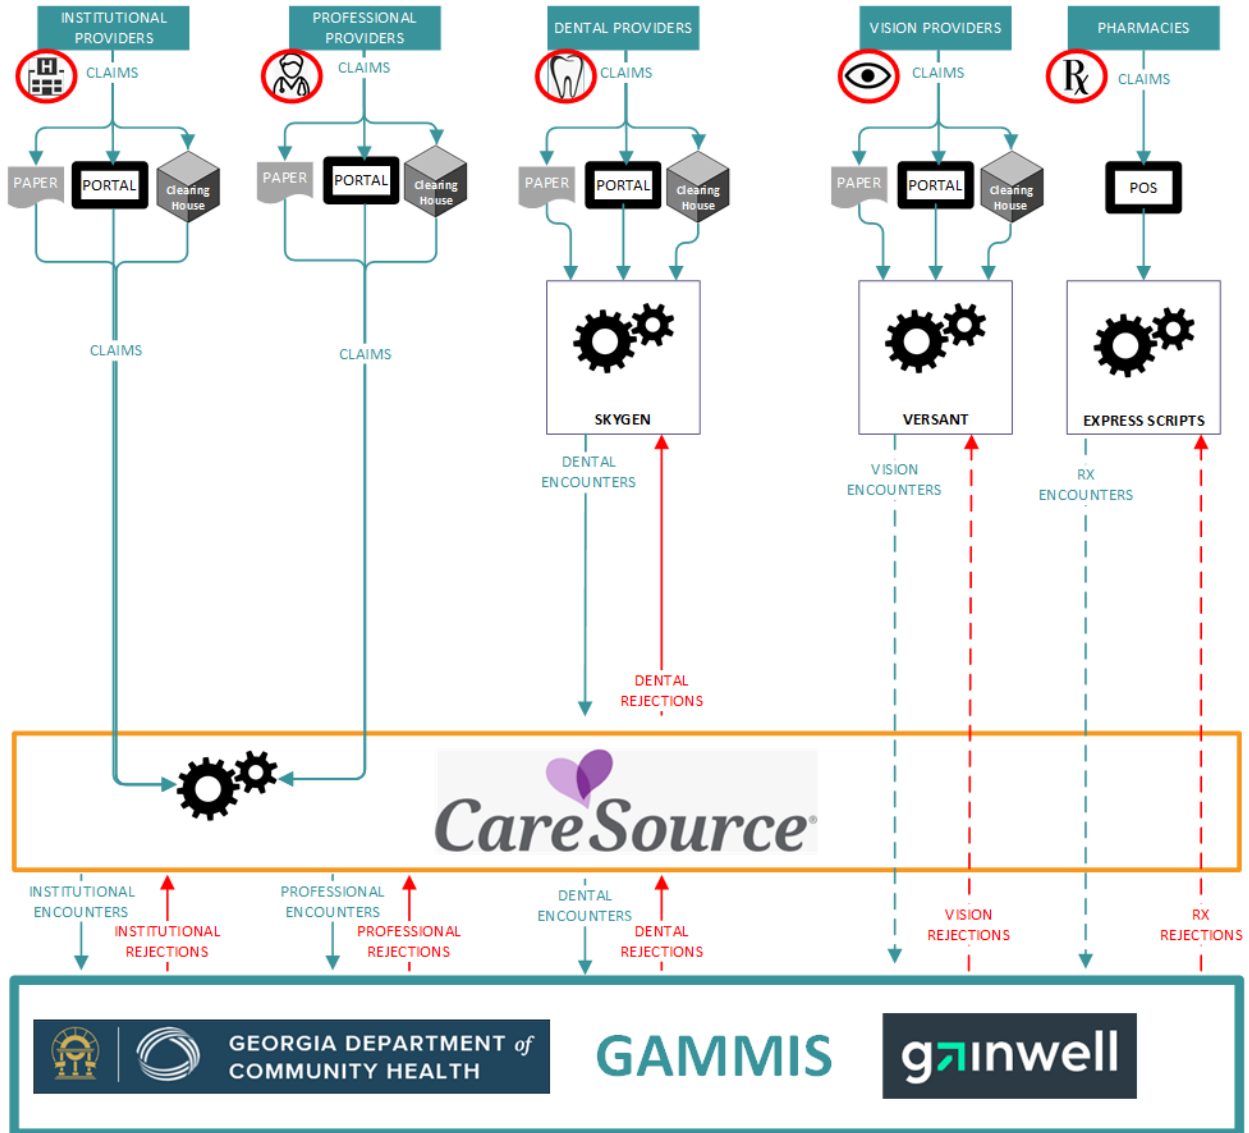 INSTITUTIONAL
PROVIDERS
PROFESSIONAL
PROVIDERS
DENTAL PROVIDERS
VISION PROVIDERS
PHARMACIES
H
CLAIMS
CLAIMS
CLAIMS
CLAIMS
Rx
CLAIMS
PAPER
PORTAL
Clearing
House
PAPER
PORTAL
Clearing
House
PAPER
PORTAL
Clearing
House
PAPER
PORTAL
Clearing
House
POS
CLAIMS
CLAIMS
SKYGEN
VERSANT
EXPRESS SCRIPTS
DENTAL
ENCOUNTERS
VISION
ENCOUNTERS
RX
ENCOUNTERS
DENTAL
REJECTIONS
CareSource®
INSTITUTIONAL
ENCOUNTERS
INSTITUTIONAL
REJECTIONS
PROFESSIONAL
ENCOUNTERS
PROFESSIONAL
REJECTIONS
DENTAL
ENCOUNTERS
DENTAL
REJECTIONS
VISION
REJECTIONS
RX
REJECTIONS
GEORGIA DEPARTMENT of
COMMUNITY HEALTH
GAMMIS
gainwell